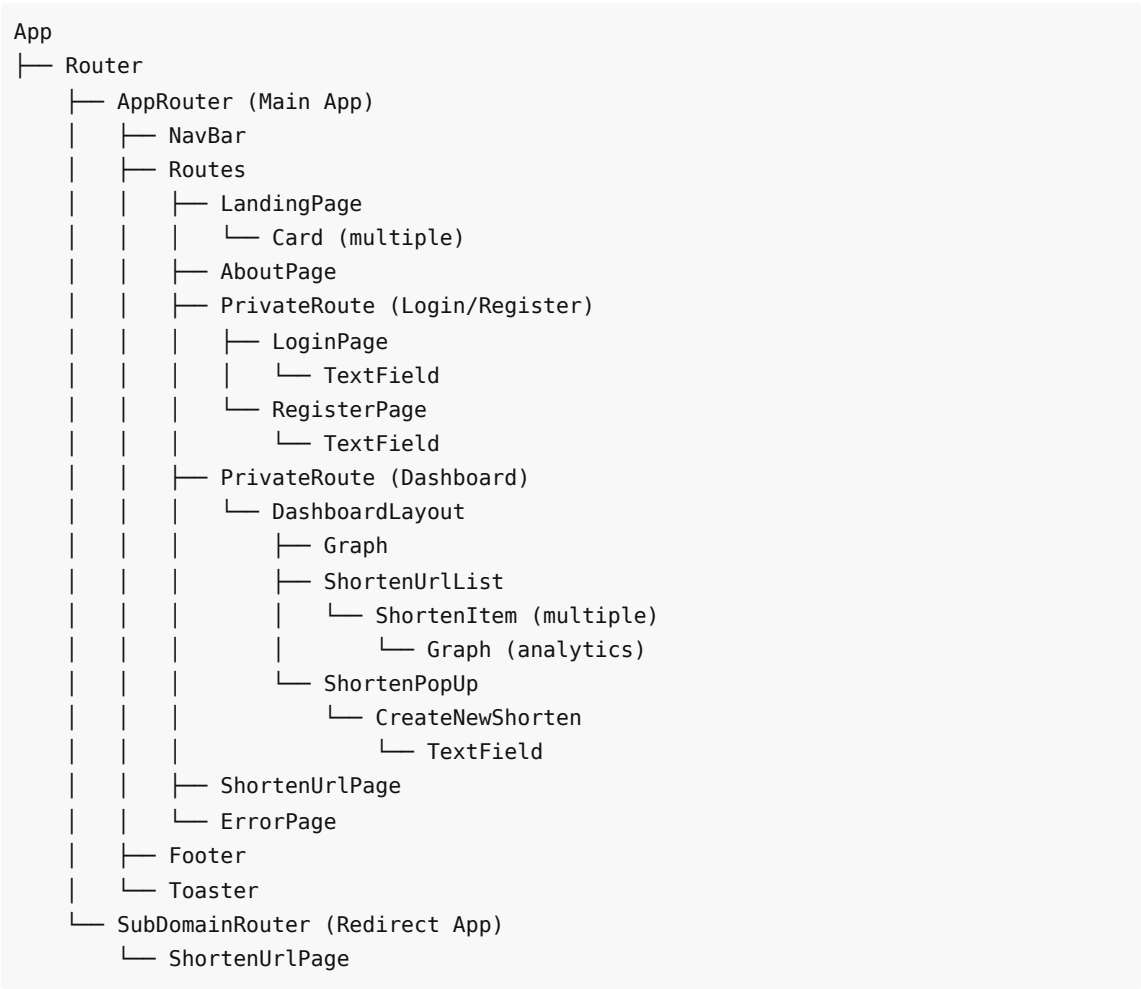 App
├── Router
    ├── AppRouter (Main App)
    │   ├── NavBar
    │   ├── Routes
    │   │   ├── LandingPage
    │   │   │   └── Card (multiple)
    │   │   ├── AboutPage
    │   │   ├── PrivateRoute (Login/Register)
    │   │   │   ├── LoginPage
    │   │   │   │   └── TextField
    │   │   │   └── RegisterPage
    │   │   │       └── TextField
    │   │   ├── PrivateRoute (Dashboard)
    │   │   │   └── DashboardLayout
    │   │   │       ├── Graph
    │   │   │       ├── ShortenUrlList
    │   │   │       │   └── ShortenItem (multiple)
    │   │   │       │       └── Graph (analytics)
    │   │   │       └── ShortenPopUp
    │   │   │           └── CreateNewShorten
    │   │   │               └── TextField
    │   │   ├── ShortenUrlPage
    │   │   └── ErrorPage
    │   ├── Footer
    │   └── Toaster
    └── SubDomainRouter (Redirect App)
        └── ShortenUrlPage